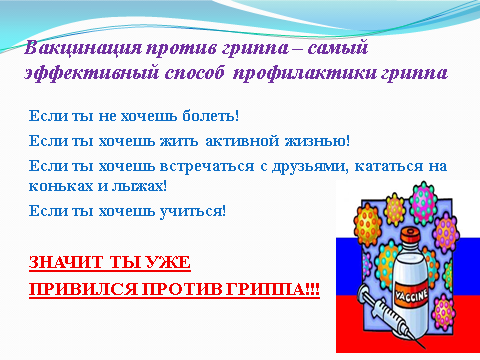 Вакцинация против гриппа – самый
эффективный способ профилактики гриппа
Если ты не хочешь болеть!
Если ты хочешь жить активной жизнью!
Если ты хочешь встречаться с друзьями, кататься на
коньках и лыжах!
Если ты хочешь учиться!
ЗНАЧИТ ТЫ УЖЕ
ПРИВИЛСЯ ПРОТИВ ГРИППА!!!
VACCINE